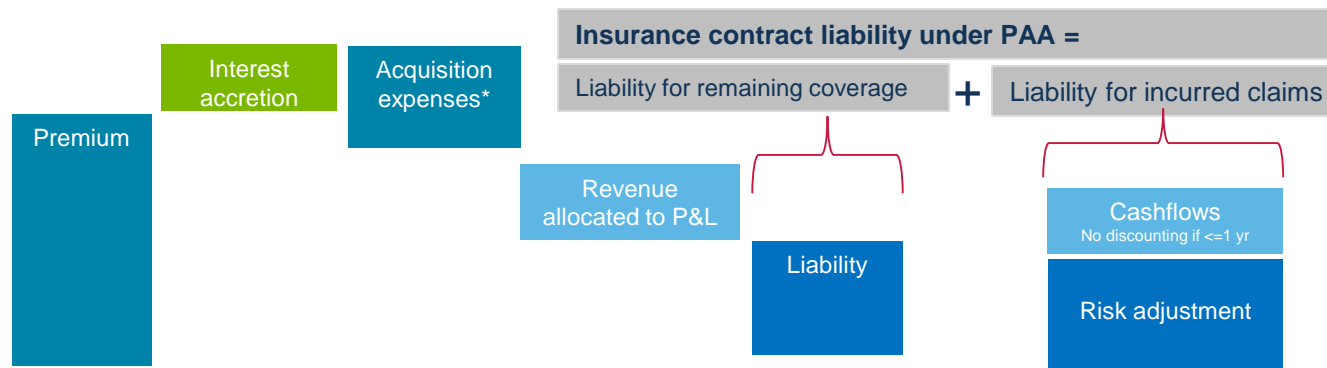 Insurance contract liability under PAA =
Interest
accretion
Acquisition
expenses*
Liability for remaining coverage
+
Liability for incurred claims
Premium
Revenue
allocated to P&L
Cashflows
No discounting if <=1 yr
Liability
Risk adjustment